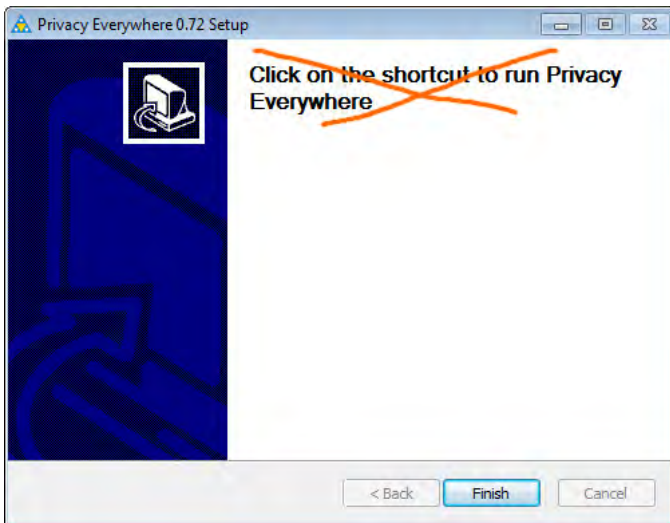 Privacy Everywhere 0.72 Setup
Click on the shortcut to run Privacy
Everywhere
< Back Finish Cancel